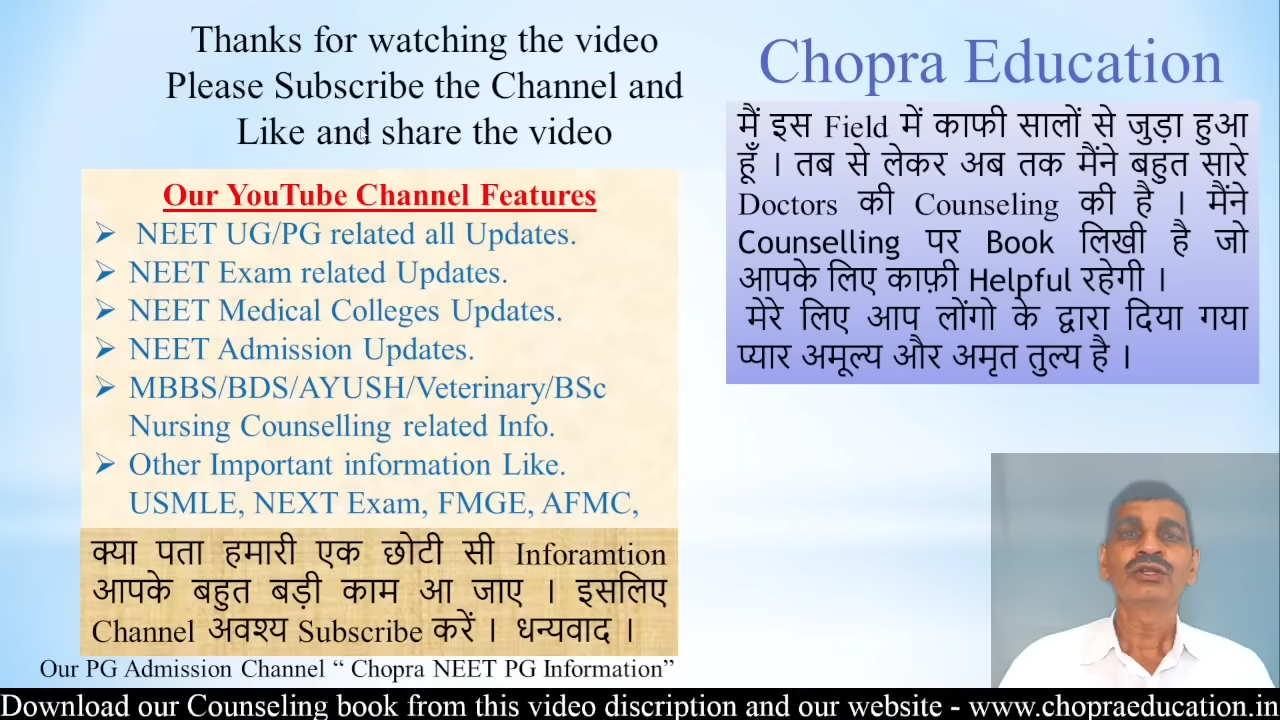 Thanks for watching the video
Please Subscribe the Channel and
Like and share the video
Our YouTube Channel Features
NEET UG/PG related all Updates.
NEET Exam related Updates.
NEET Medical Colleges Updates.
NEET Admission Updates.
MBBS/BDS/AYUSH/Veterinary/BSc
Nursing Counselling related Info.
Other Important information Like.
USMLE, NEXT Exam, FMGE, AFMC,
क्या पता हमारी एक छोटी सी Inforamtion
आपके बहुत बड़ी काम आ जाए । इसलिए
Channel अवश्य Subscribe करें । धन्यवाद ।
Our PG Admission Channel “ Chopra NEET PG Information”
Chopra Education
मैं इस Field में काफी सालों से जुड़ा हुआ
हूँ । तब से लेकर अब तक मैंने बहुत सारे
Doctors की Counseling की है । मैंने
Counselling पर Book लिखी है जो
आपके लिए काफ़ी Helpful रहेगी ।
मेरे लिए आप लोंगो के द्वारा दिया गया
प्यार अमूल्य और अमृत तुल्य है ।
Download our Counseling book from this video discription and our website - www.chopraeducation.in